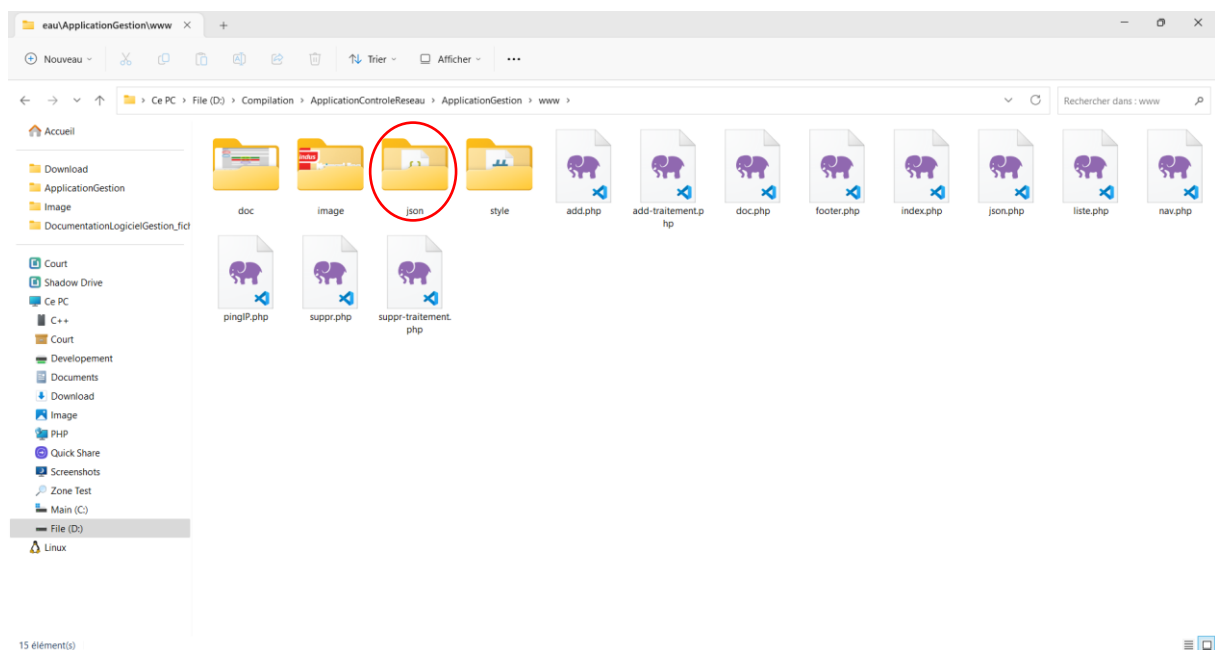 eau\ApplicationGestion\www
Nouveau
Trier
Afficher
Ce PC > File (D:) > Compilation > ApplicationControleReseau > ApplicationGestion > www >
Rechercher dans : www
Accueil
Download
ApplicationGestion
Image
DocumentationLogicielGestion_fich
Court
Shadow Drive
Ce PC
C++
Court
Developement
Documents
Download
Image
PHP
Quick Share
Screenshots
Zone Test
Main (C:)
File (D:)
Linux
indus
doc
image
json
style
add.php
add-traitement.p
hp
doc.php
footer.php
index.php
json.php
liste.php
nav.php
pingIP.php
suppr.php
suppr-traitement.
php
15 élément(s)